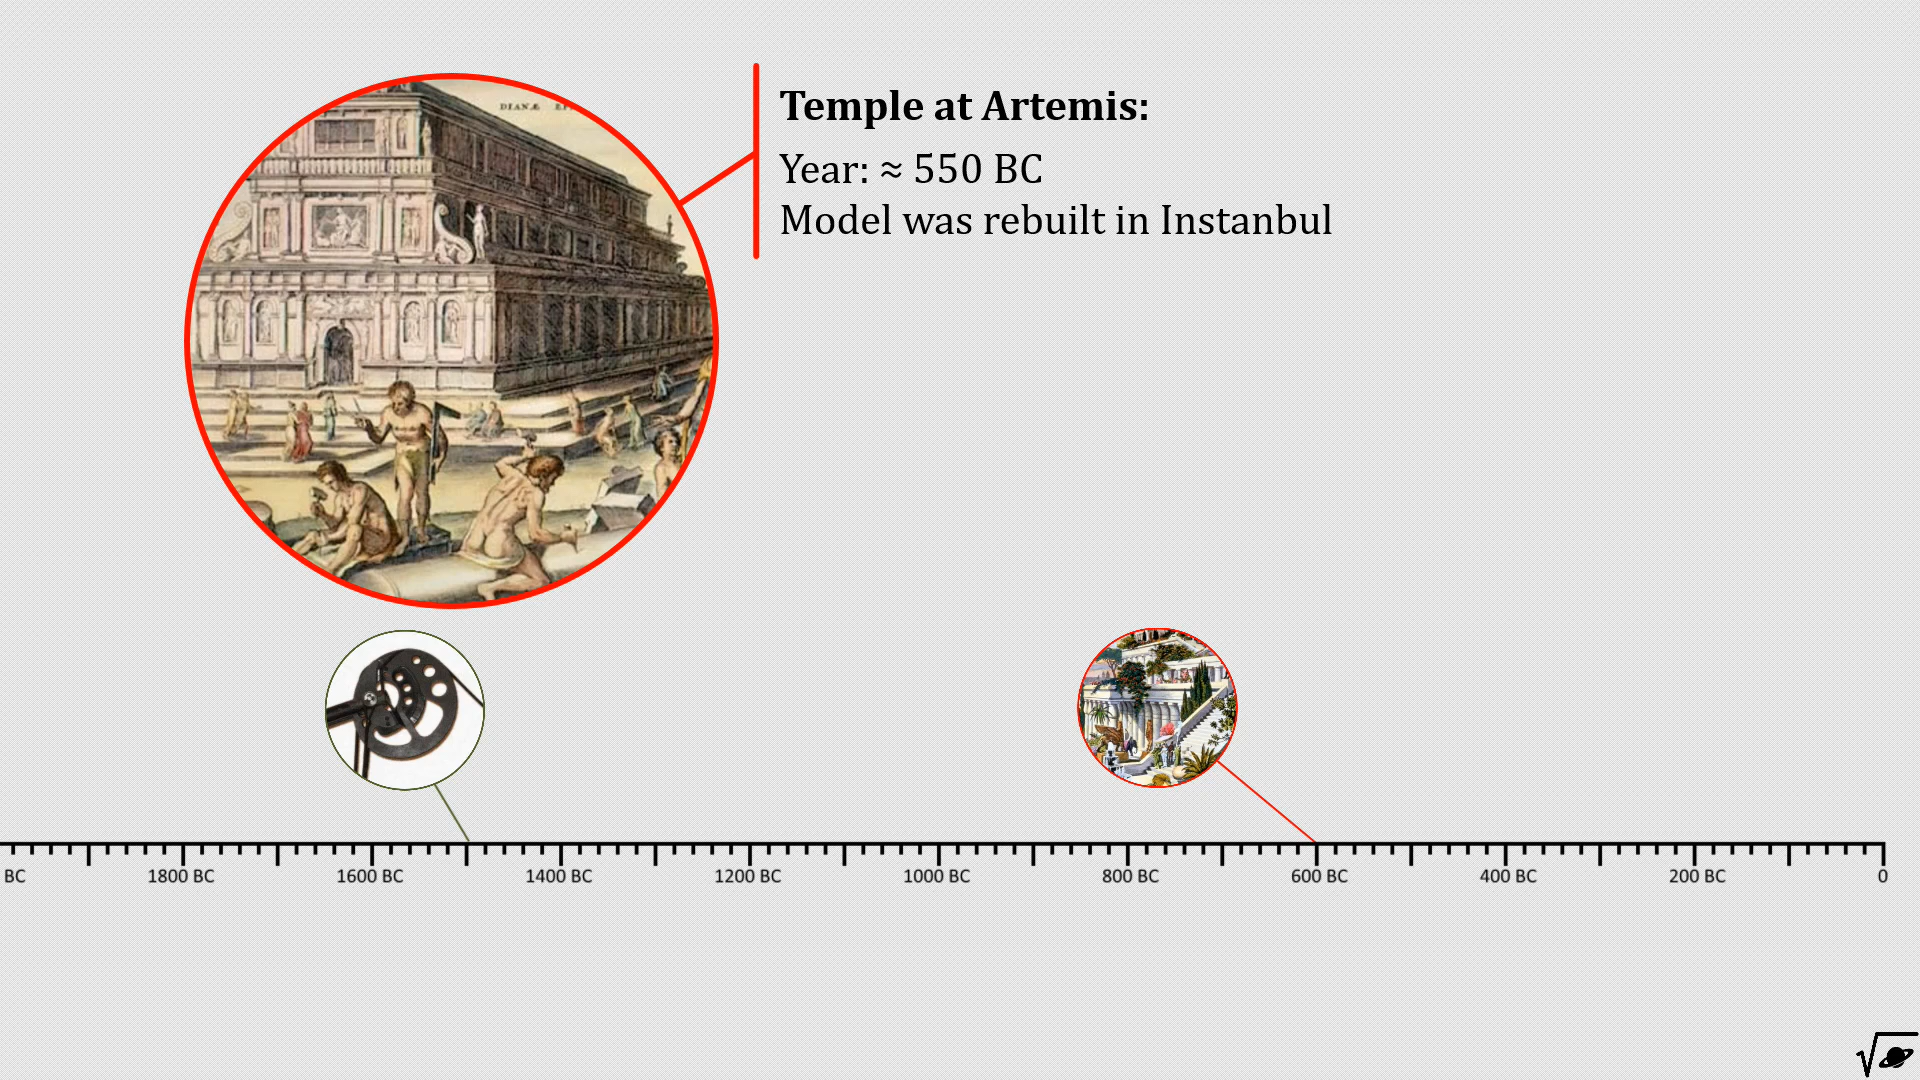 DIANÆ
Temple at Artemis:
Year: ≈ 550 BC
Model was rebuilt in Instanbul
BC
1800 BC
1600 BC
1400 BC
1200 BC
1000 BC
800 BC
600 BC
400 BC
200 BC
0